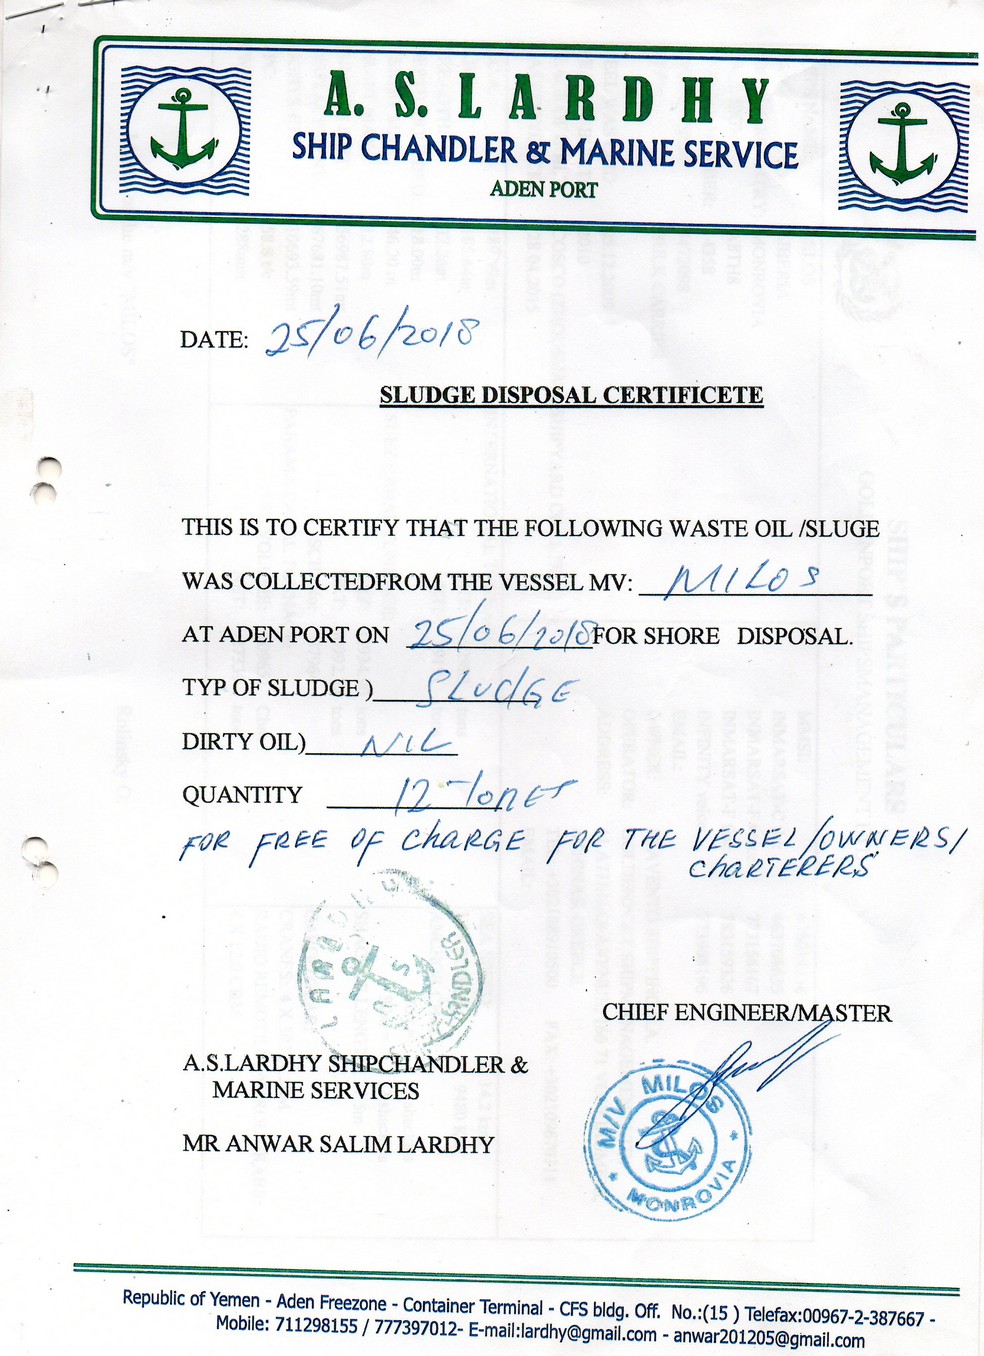 A. S. LARDHY
SHIP CHANDLER & MARINE SERVICE
ADEN PORT
DATE: 25/06/2018
SLUDGE DISPOSAL CERTIFICETE
THIS IS TO CERTIFY THAT THE FOLLOWING WASTE OIL /SLUGE
WAS COLLECTEDFROM THE VESSEL MV: MILOS
AT ADEN PORT ON 25/06/2018 FOR SHORE DISPOSAL.
TYP OF SLUDGE ) SLUdGE
DIRTY OIL) NIL
QUANTITY 12 Tones
FOR FREE OF ChARGE FOR THE VESSEL/OWNERS/
ChARTERERS
LARDHY
CHIEF ENGINEER/MASTER
A.S.LARDHY SHIPCHANDLER &
MARINE SERVICES
MR ANWAR SALIM LARDHY
M/V MILOS
MONROVIA
Republic of Yemen - Aden Freezone - Container Terminal - CFS bldg. Off. No.:(15 ) Telefax:00967-2-387667 -
Mobile: 711298155 / 777397012- E-mail:lardhy@gmail.com - anwar201205@gmail.com